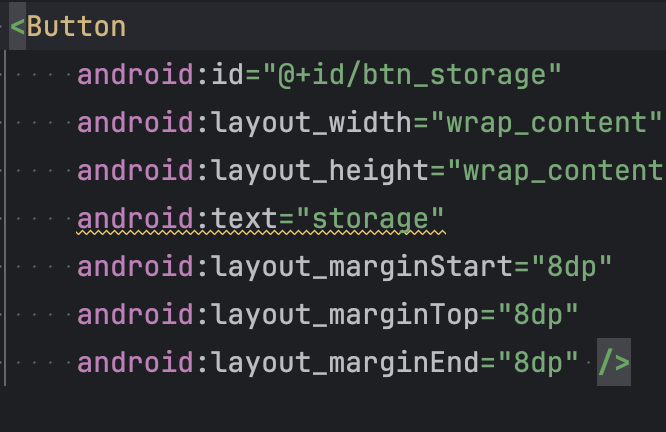 <Button
android:id="@+id/btn_storage"
android:layout_width="wrap_content"
android:layout_height="wrap_content
android:text="storage"
android:layout_marginStart="8dp"
android:layout_marginTop="8dp"
android:layout_marginEnd="8dp" />